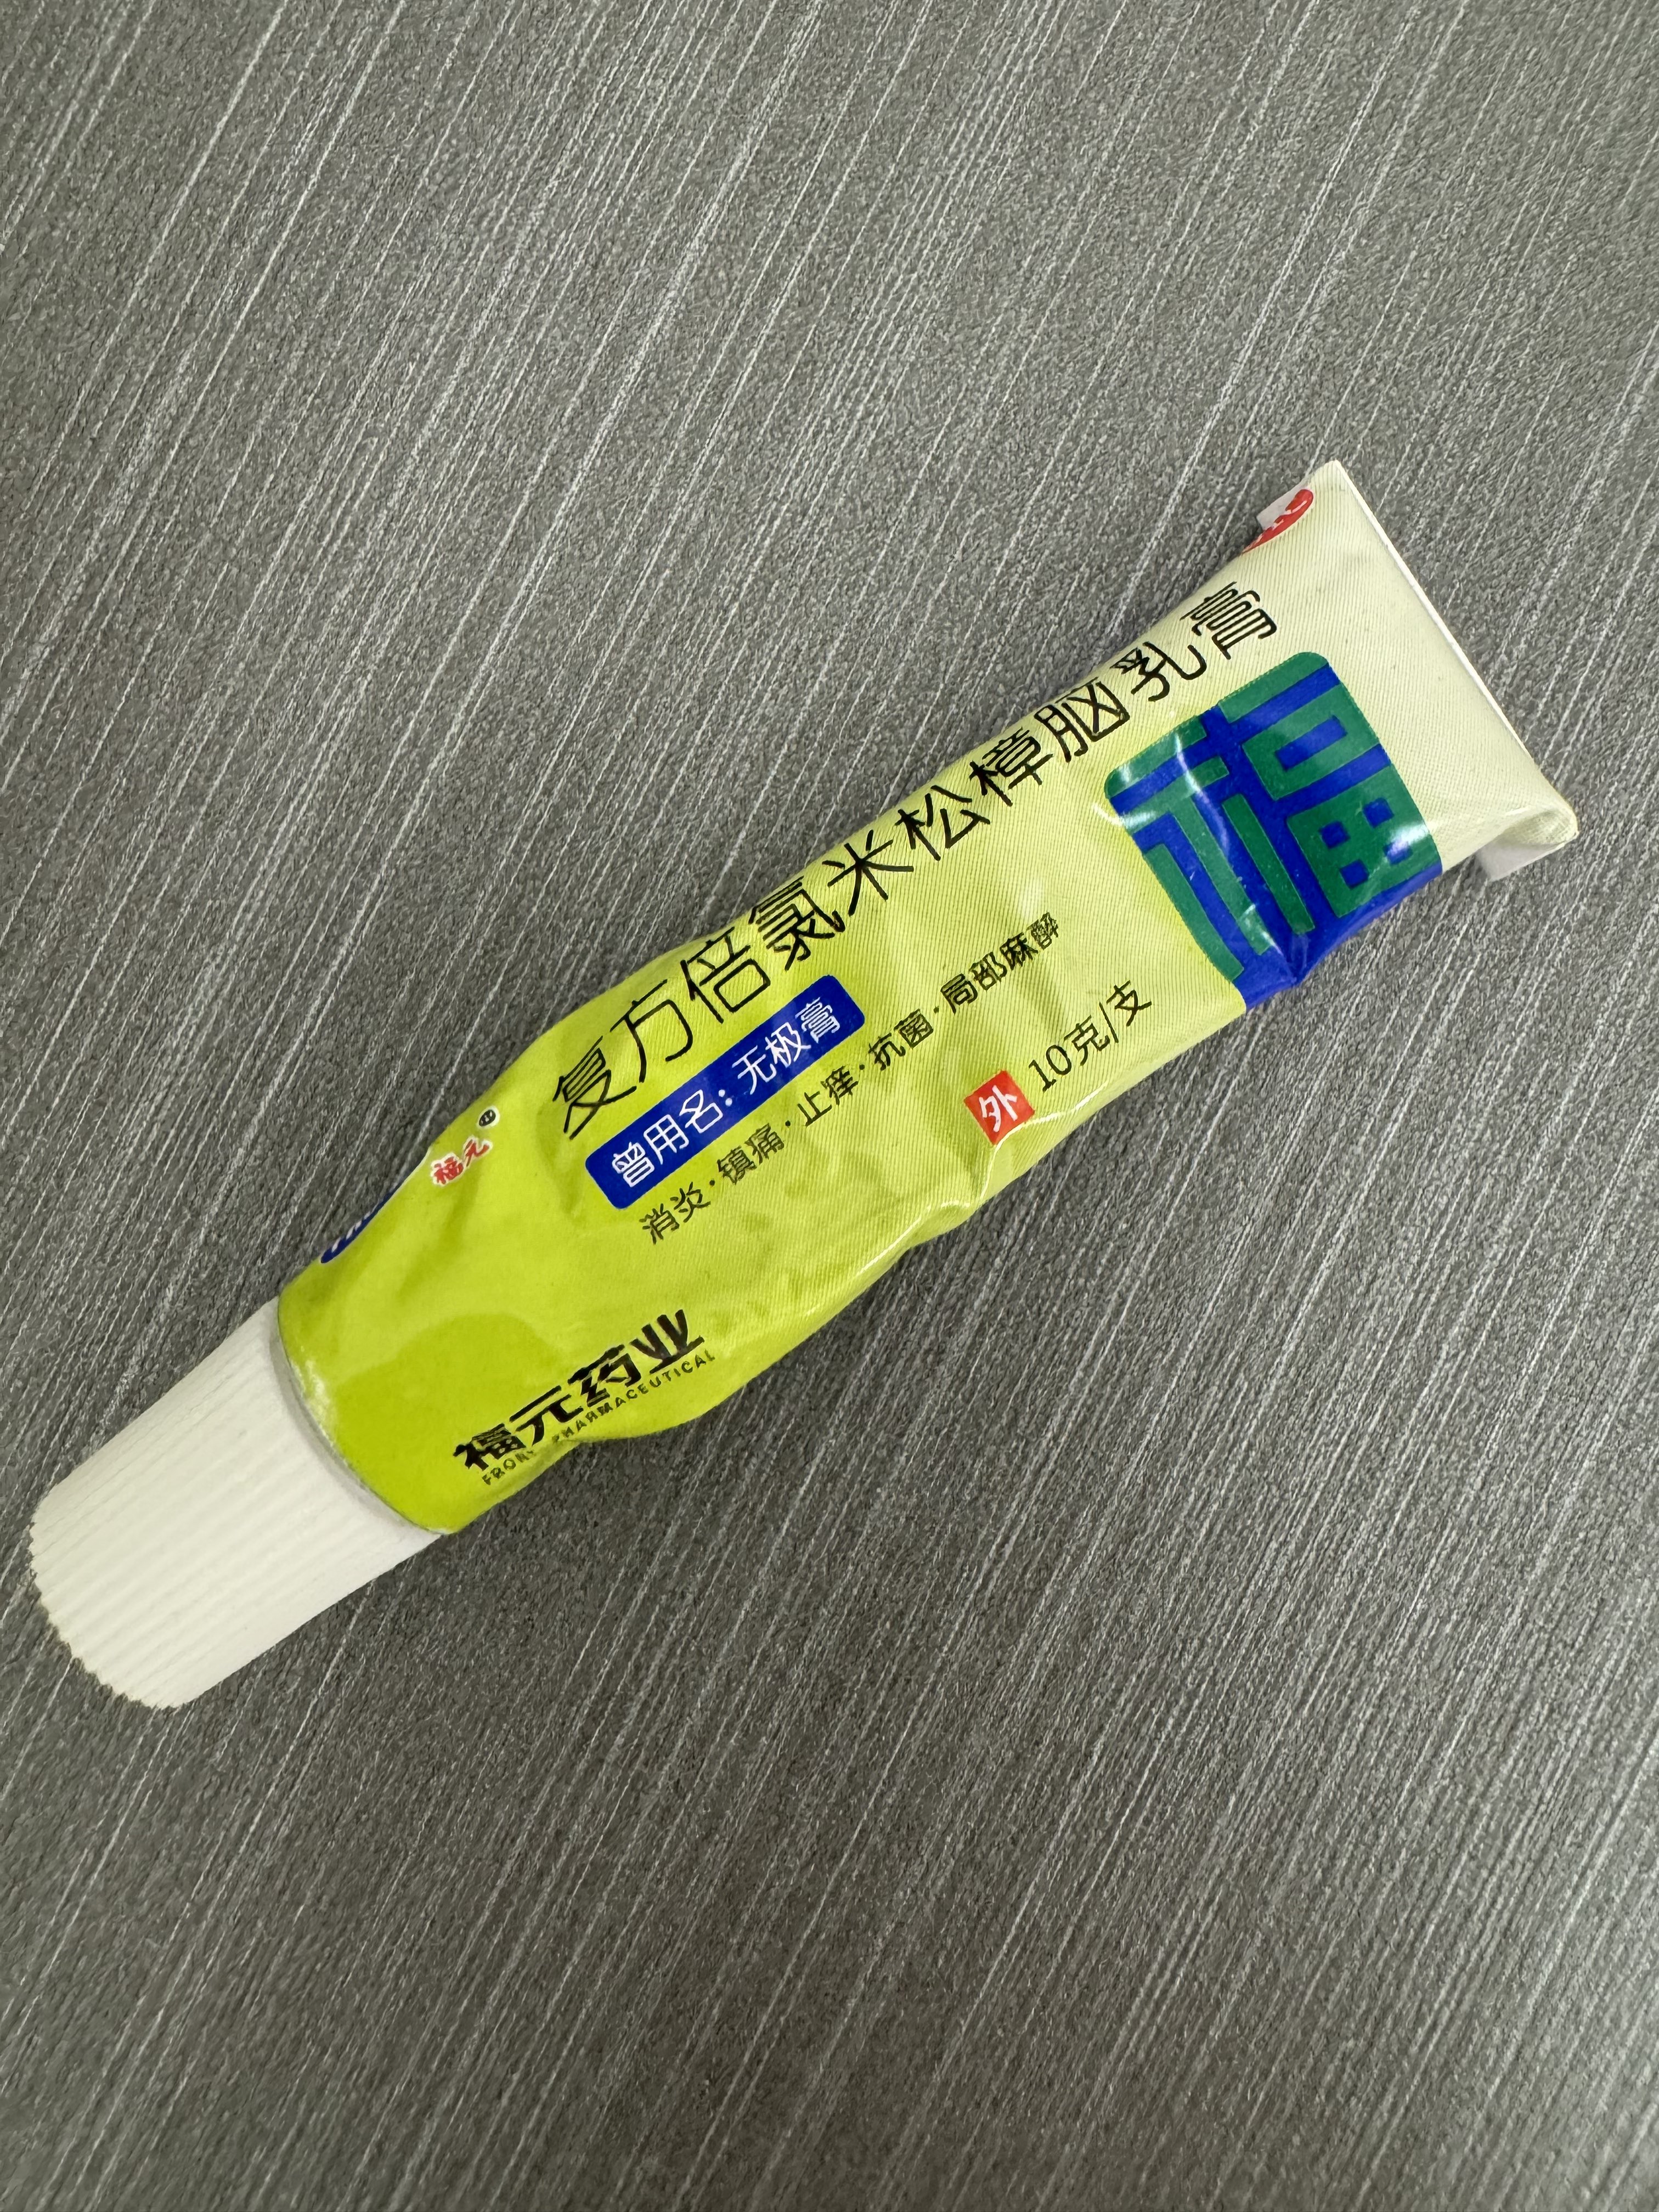 福元
复方倍氯米松樟脑乳膏
曾用名：无极膏
消炎·镇痛·止痒·抗菌·局部麻醉
外 10克/支
福
福元药业
PHARMACEUTICAL